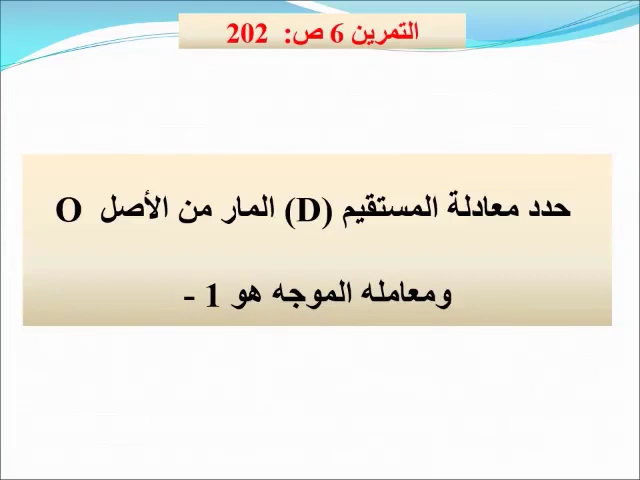 التمرين 6 ص: 202
حدد معادلة المستقيم (D) المار من الأصل O
ومعامله الموجه هو 1 -